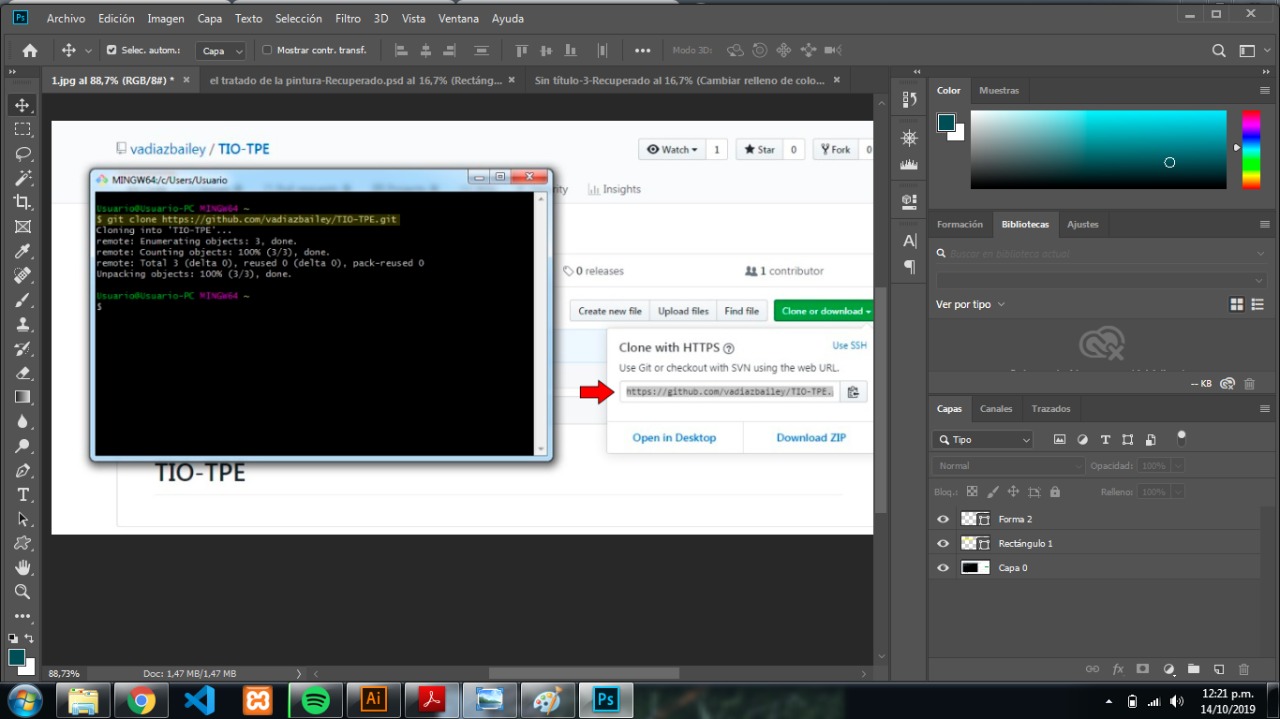 Ps Archivo Edición Imagen Capa Texto Selección Filtro 3D Vista Ventana Ayuda
Selec. autom.: Capa Mostrar contr. transf. Modo 3D:
1.jpg al 88,7% (RGB/8#) * el tratado de la pintura-Recuperado.psd al 16,7% (Rectáng... Sin título-3-Recuperado al 16,7% (Cambiar relleno de colo...
Color Muestras
vadiazbailey / TIO-TPE
Watch 1 Star 0 Fork 0
MINGW64:/c/Users/Usuario
Insights
Usuario@Usuario-PC MINGW64 ~
$ git clone https://github.com/vadiazbailey/TIO-TPE.git
Cloning into 'TIO-TPE'...
remote: Enumerating objects: 3, done.
remote: Counting objects: 100% (3/3), done.
remote: Total 3 (delta 0), reused 0 (delta 0), pack-reused 0
Unpacking objects: 100% (3/3), done.
Usuario@Usuario-PC MINGW64 ~
$
0 releases 1 contributor
Create new file Upload files Find file Clone or download
Clone with HTTPS Use SSH
Use Git or checkout with SVN using the web URL.
https://github.com/vadiazbailey/TIO-TPE.
Open in Desktop Download ZIP
TIO-TPE
Formación Bibliotecas Ajustes
Buscar en biblioteca actual
Ver por tipo
-- KB
Capas Canales Trazados
Tipo
Normal Opacidad: 100%
Bloq.: Relleno: 100%
Forma 2
Rectángulo 1
Capa 0
88,73% Doc: 1,47 MB/1,47 MB
Ai Ps
12:21 p.m.
14/10/2019